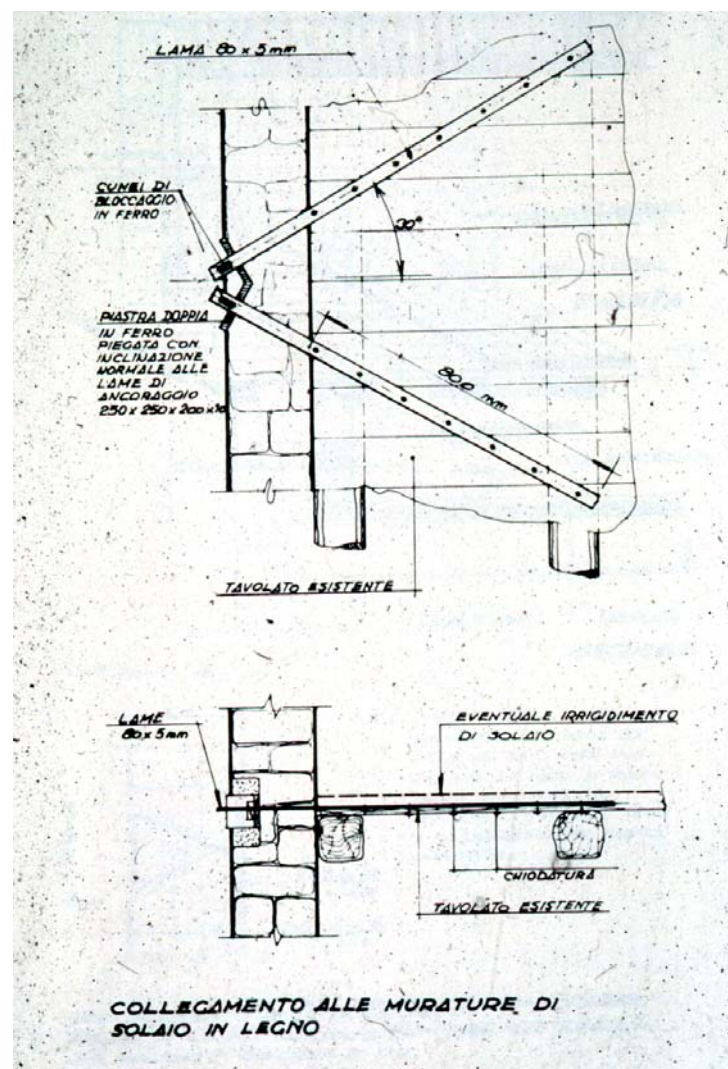 LAMA 80 x 5 mm
CUNEI DI
BLOCCAGGIO
IN FERRO
30°
PIASTRA DOPPIA
IN FERRO
PIEGATA CON
INCLINAZIONE
NORMALE ALLE
LAME DI
ANCORAGGIO
250 x 250 x 200 x 10
800 mm
TAVOLATO ESISTENTE
LAME
80 x 5 mm
EVENTUALE IRRIGIDIMENTO
DI SOLAIO
CHIODATURA
TAVOLATO ESISTENTE
COLLEGAMENTO ALLE MURATURE DI
SOLAIO IN LEGNO